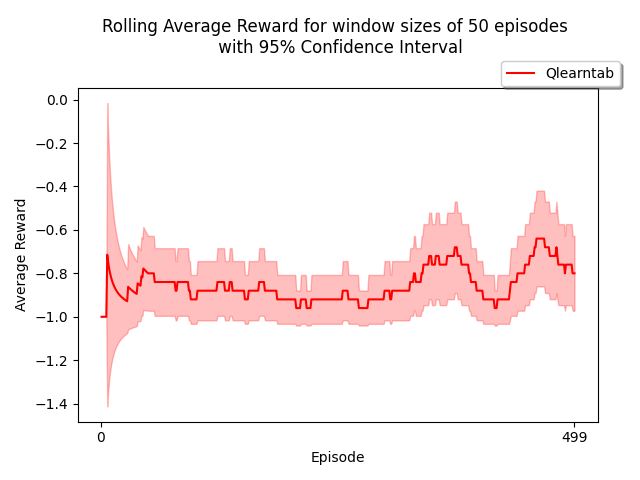 Rolling Average Reward for window sizes of 50 episodes
with 95% Confidence Interval
Qlearntab
0.0
−0.2
−0.4
−0.6
−0.8
−1.0
−1.2
−1.4
Average Reward
0
499
Episode